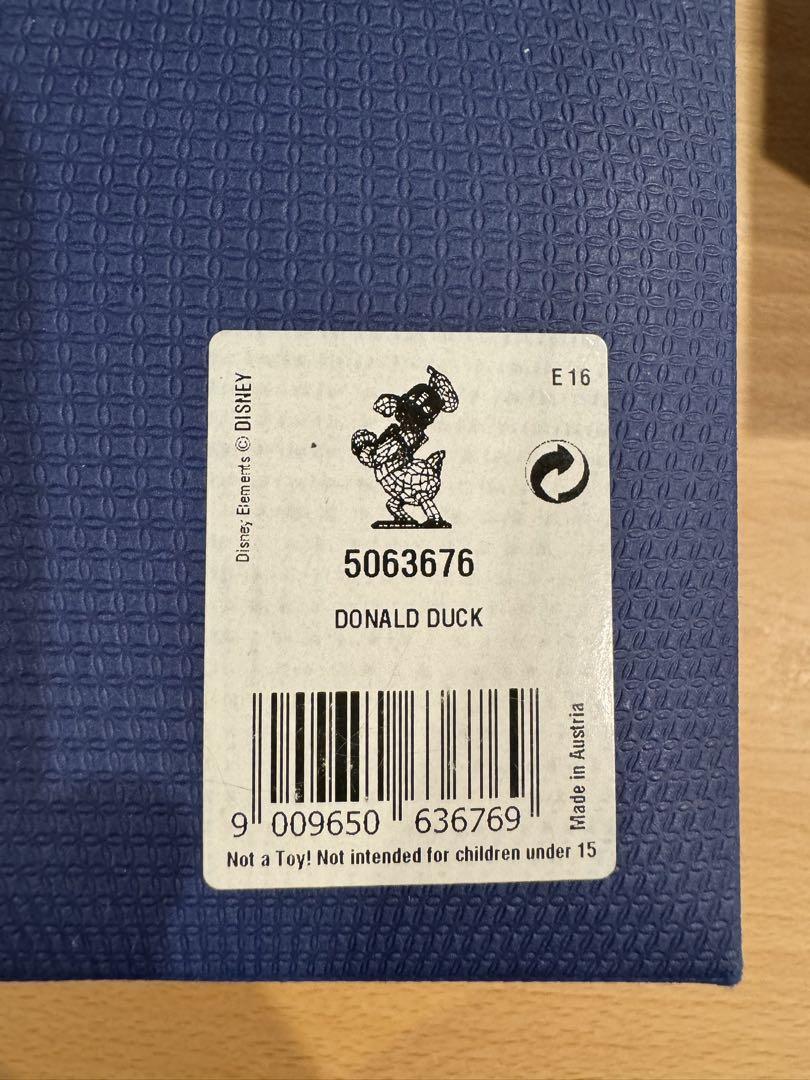 Disney Elements © DISNEY
E 16
5063676
DONALD DUCK
Made in Austria
9 009650 636769
Not a Toy! Not intended for children under 15